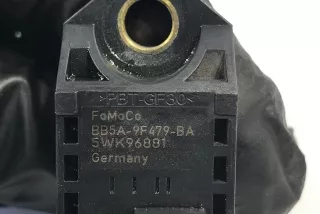 >PBT-GF30<
FoMoCo
BB5A-9F479-BA
5WK96881
Germany